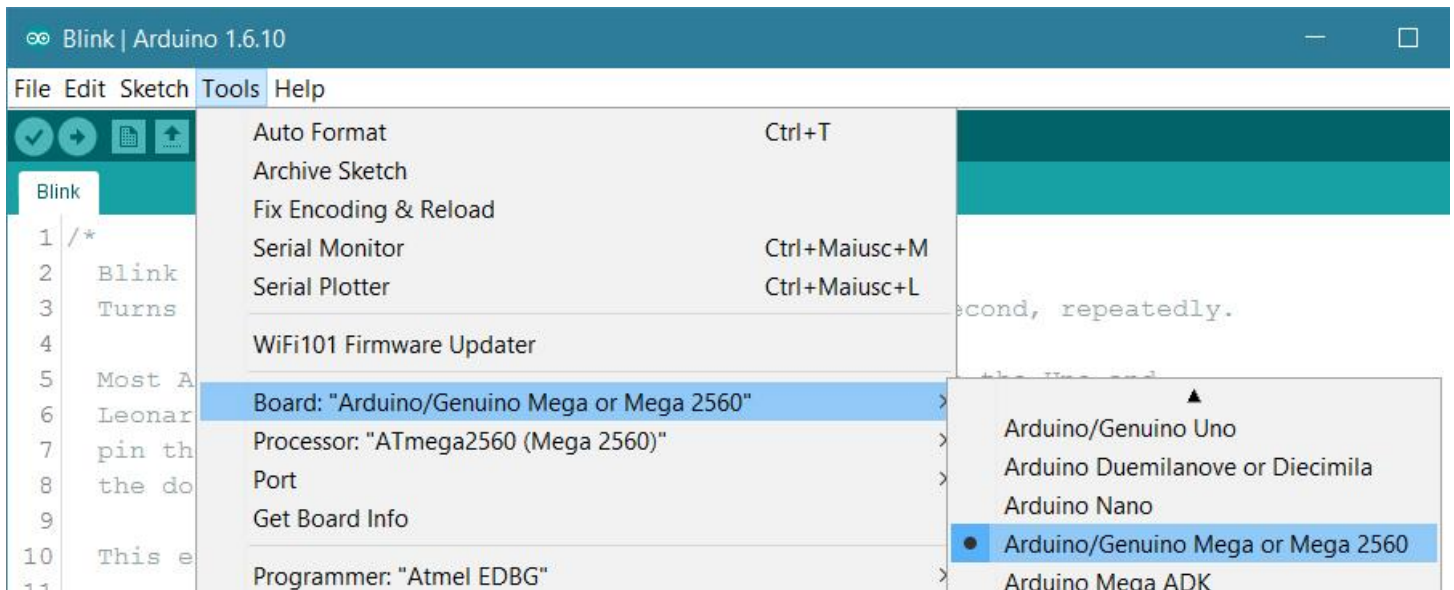 Blink | Arduino 1.6.10
File Edit Sketch Tools Help
Auto Format Ctrl+T
Archive Sketch
Fix Encoding & Reload
Serial Monitor Ctrl+Maiusc+M
Serial Plotter Ctrl+Maiusc+L
WiFi101 Firmware Updater
Board: "Arduino/Genuino Mega or Mega 2560"
Processor: "ATmega2560 (Mega 2560)"
Port
Get Board Info
Programmer: "Atmel EDBG"
Arduino/Genuino Uno
Arduino Duemilanove or Diecimila
Arduino Nano
Arduino/Genuino Mega or Mega 2560
Arduino Mega ADK
Blink
1 /*
2 Blink
3 Turns econd, repeatedly.
4
5 Most A the Uno and
6 Leonar
7 pin th
8 the do
9
10 This e
11